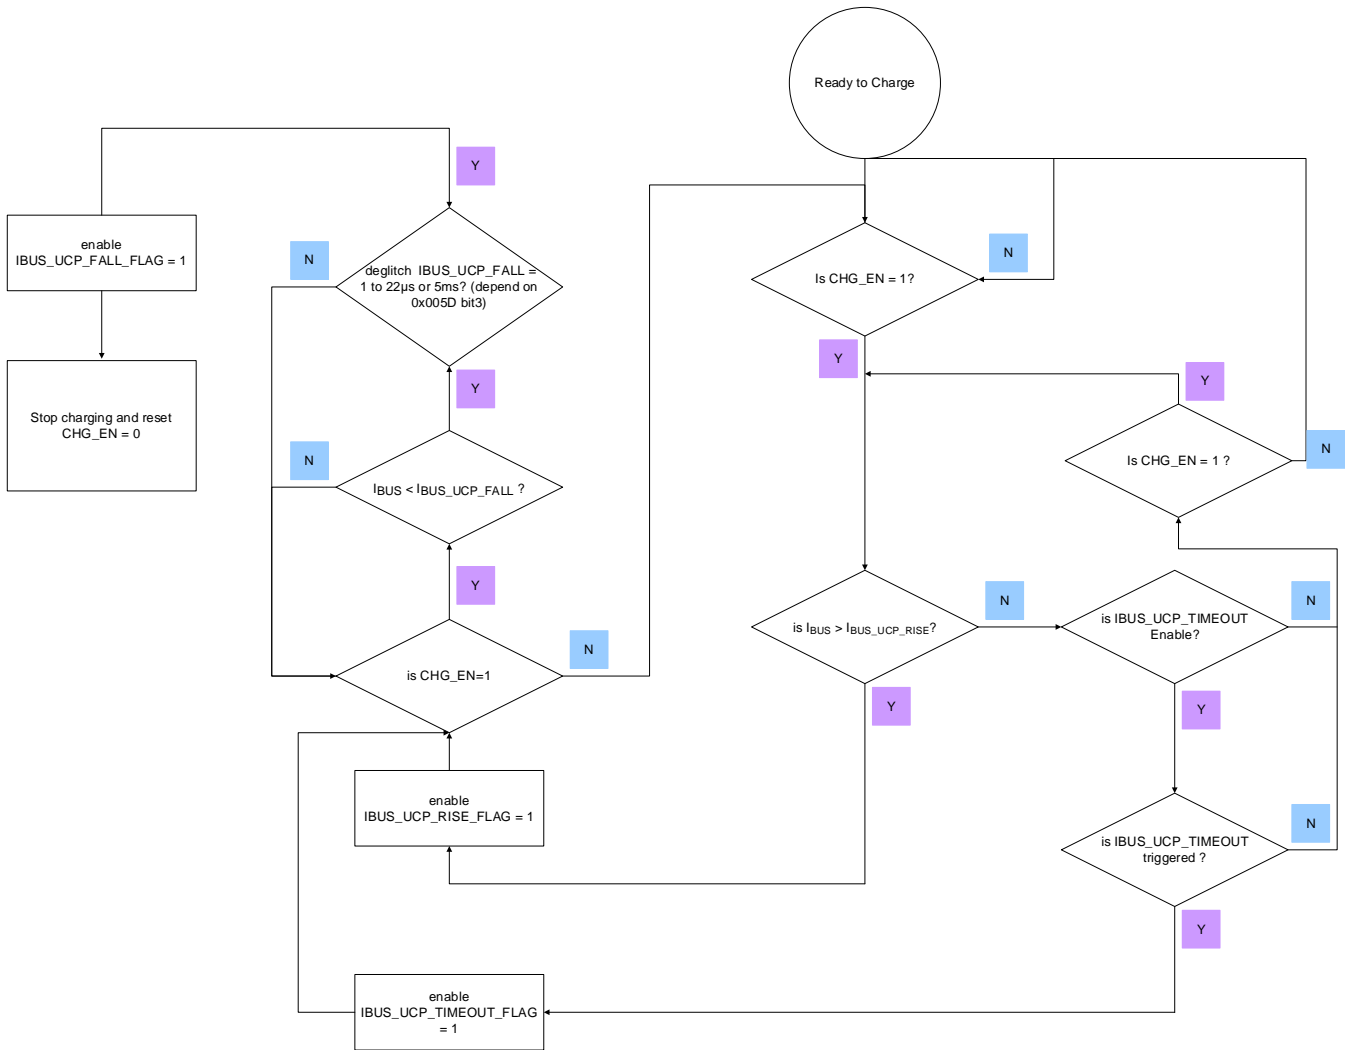 Ready to Charge
Y
enable
IBUS_UCP_FALL_FLAG = 1
N
deglitch IBUS_UCP_FALL =
1 to 22µs or 5ms? (depend on
0x005D bit3)
N
Is CHG_EN = 1?
Y
Y
Y
Stop charging and reset
CHG_EN = 0
N
IBUS < IBUS_UCP_FALL ?
Is CHG_EN = 1 ?
N
Y
N
is CHG_EN=1
N
is IBUS > IBUS_UCP_RISE?
N
is IBUS_UCP_TIMEOUT
Enable?
Y
Y
enable
IBUS_UCP_RISE_FLAG = 1
N
is IBUS_UCP_TIMEOUT
triggered ?
Y
enable
IBUS_UCP_TIMEOUT_FLAG
= 1